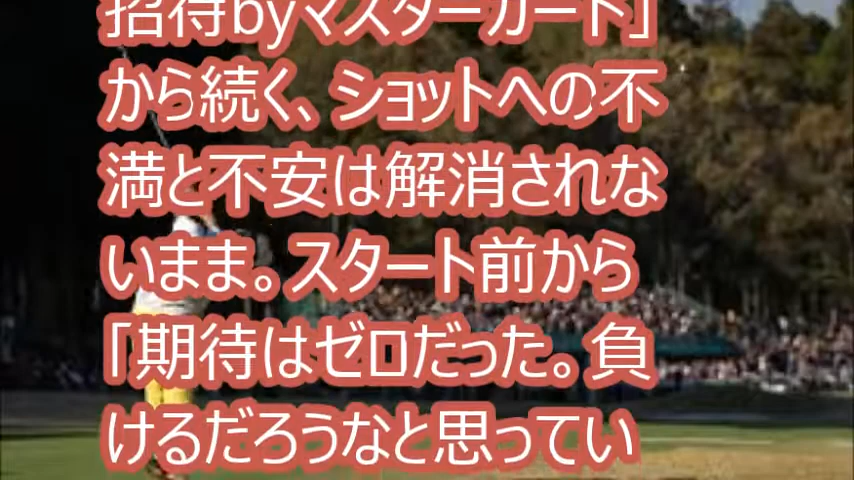 招待byマスターカード」
から続く、ショットへの不
満と不安は解消されな
いまま。スタート前から
「期待はゼロだった。負
けるだろうなと思ってい